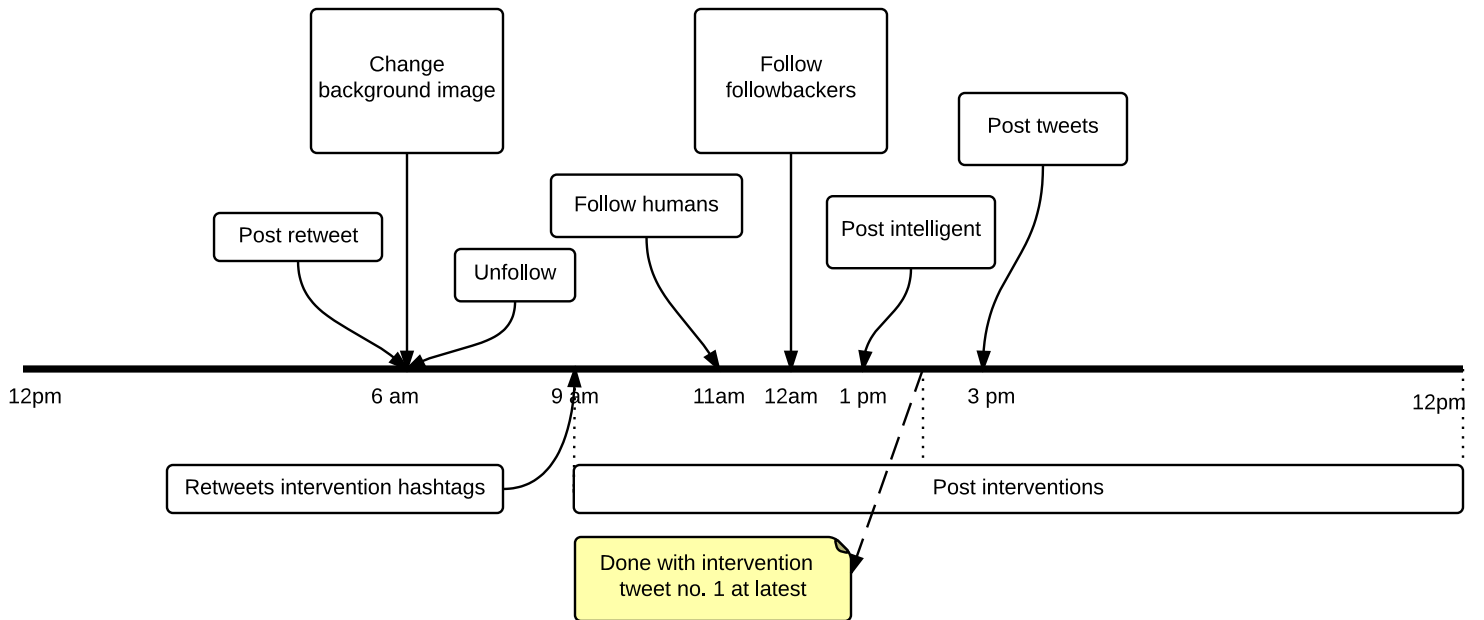 Change
background image
Follow
followbackers
Post tweets
Follow humans
Post intelligent
Post retweet
Unfollow
12pm
6 am
9 am
11am
12am
1 pm
3 pm
12pm
Retweets intervention hashtags
Post interventions
Done with intervention
tweet no. 1 at latest